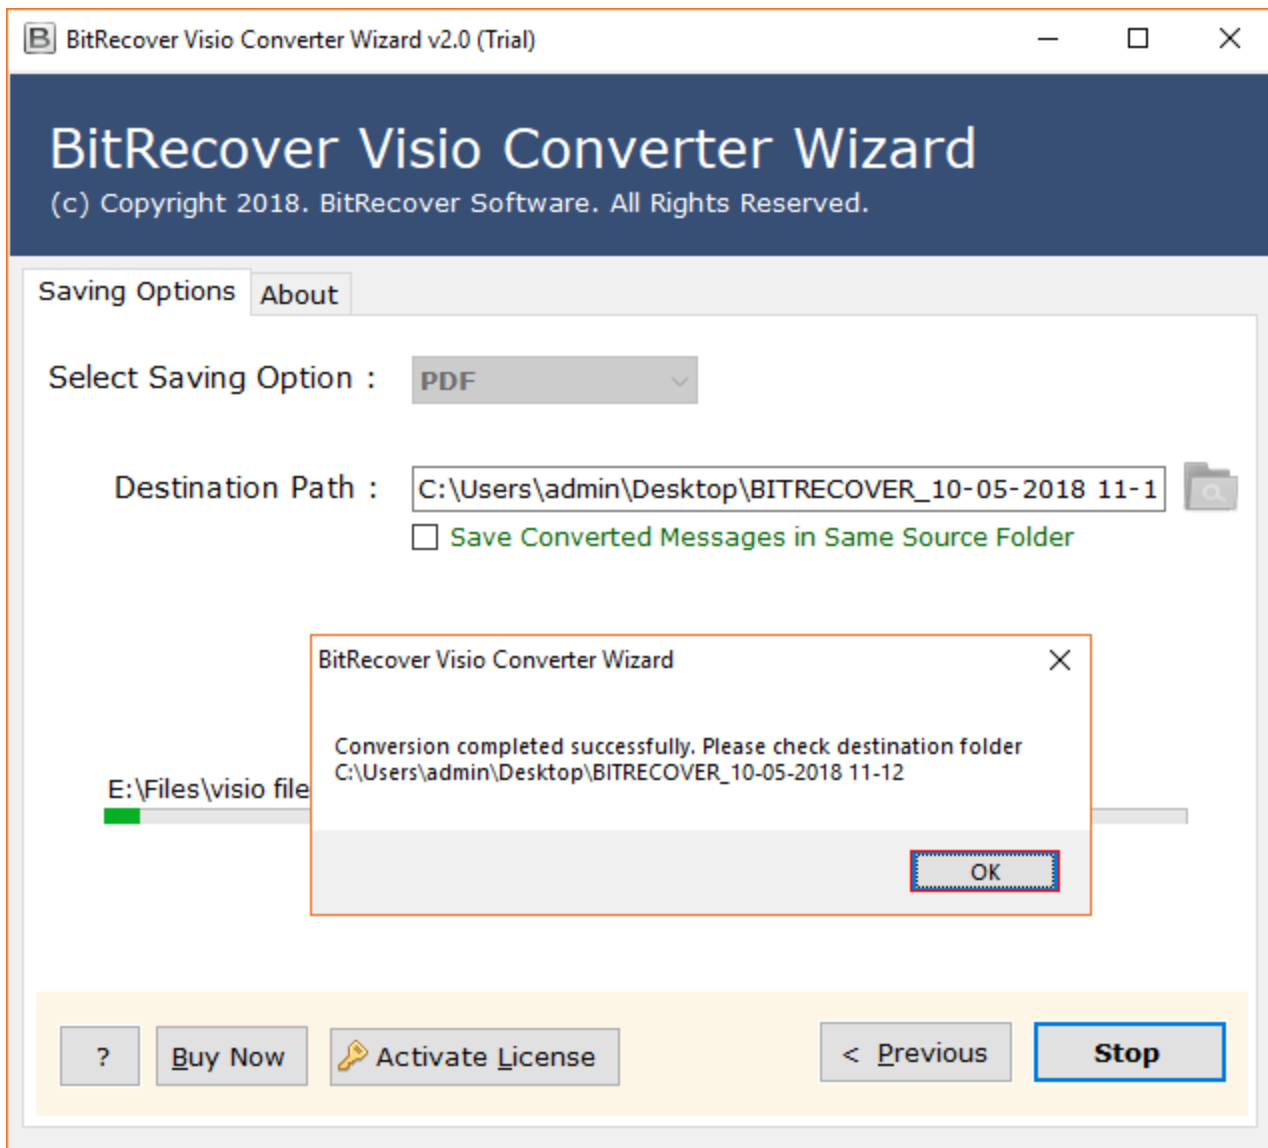 BitRecover Visio Converter Wizard v2.0 (Trial)
BitRecover Visio Converter Wizard
(c) Copyright 2018. BitRecover Software. All Rights Reserved.
Saving Options
About
Select Saving Option :
PDF
Destination Path :
C:\Users\admin\Desktop\BITRECOVER_10-05-2018 11-1
Save Converted Messages in Same Source Folder
BitRecover Visio Converter Wizard
Conversion completed successfully. Please check destination folder
C:\Users\admin\Desktop\BITRECOVER_10-05-2018 11-12
E:\Files\visio file
OK
?
Buy Now
Activate License
< Previous
Stop